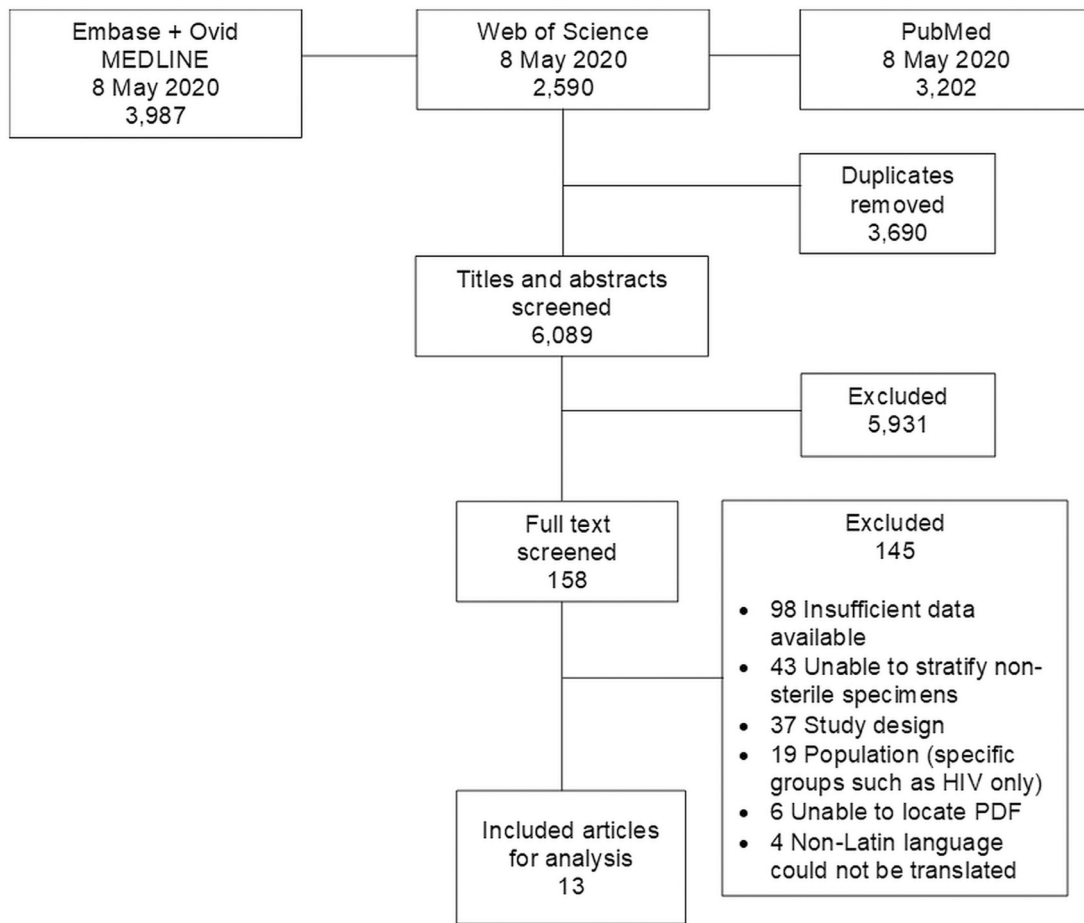 Embase + Ovid
MEDLINE
8 May 2020
3,987
Web of Science
8 May 2020
2,590
PubMed
8 May 2020
3,202
Duplicates
removed
3,690
Titles and abstracts
screened
6,089
Excluded
5,931
Full text
screened
158
Excluded
145
• 98 Insufficient data
available
• 43 Unable to stratify non-
sterile specimens
• 37 Study design
• 19 Population (specific
groups such as HIV only)
• 6 Unable to locate PDF
• 4 Non-Latin language
could not be translated
Included articles
for analysis
13